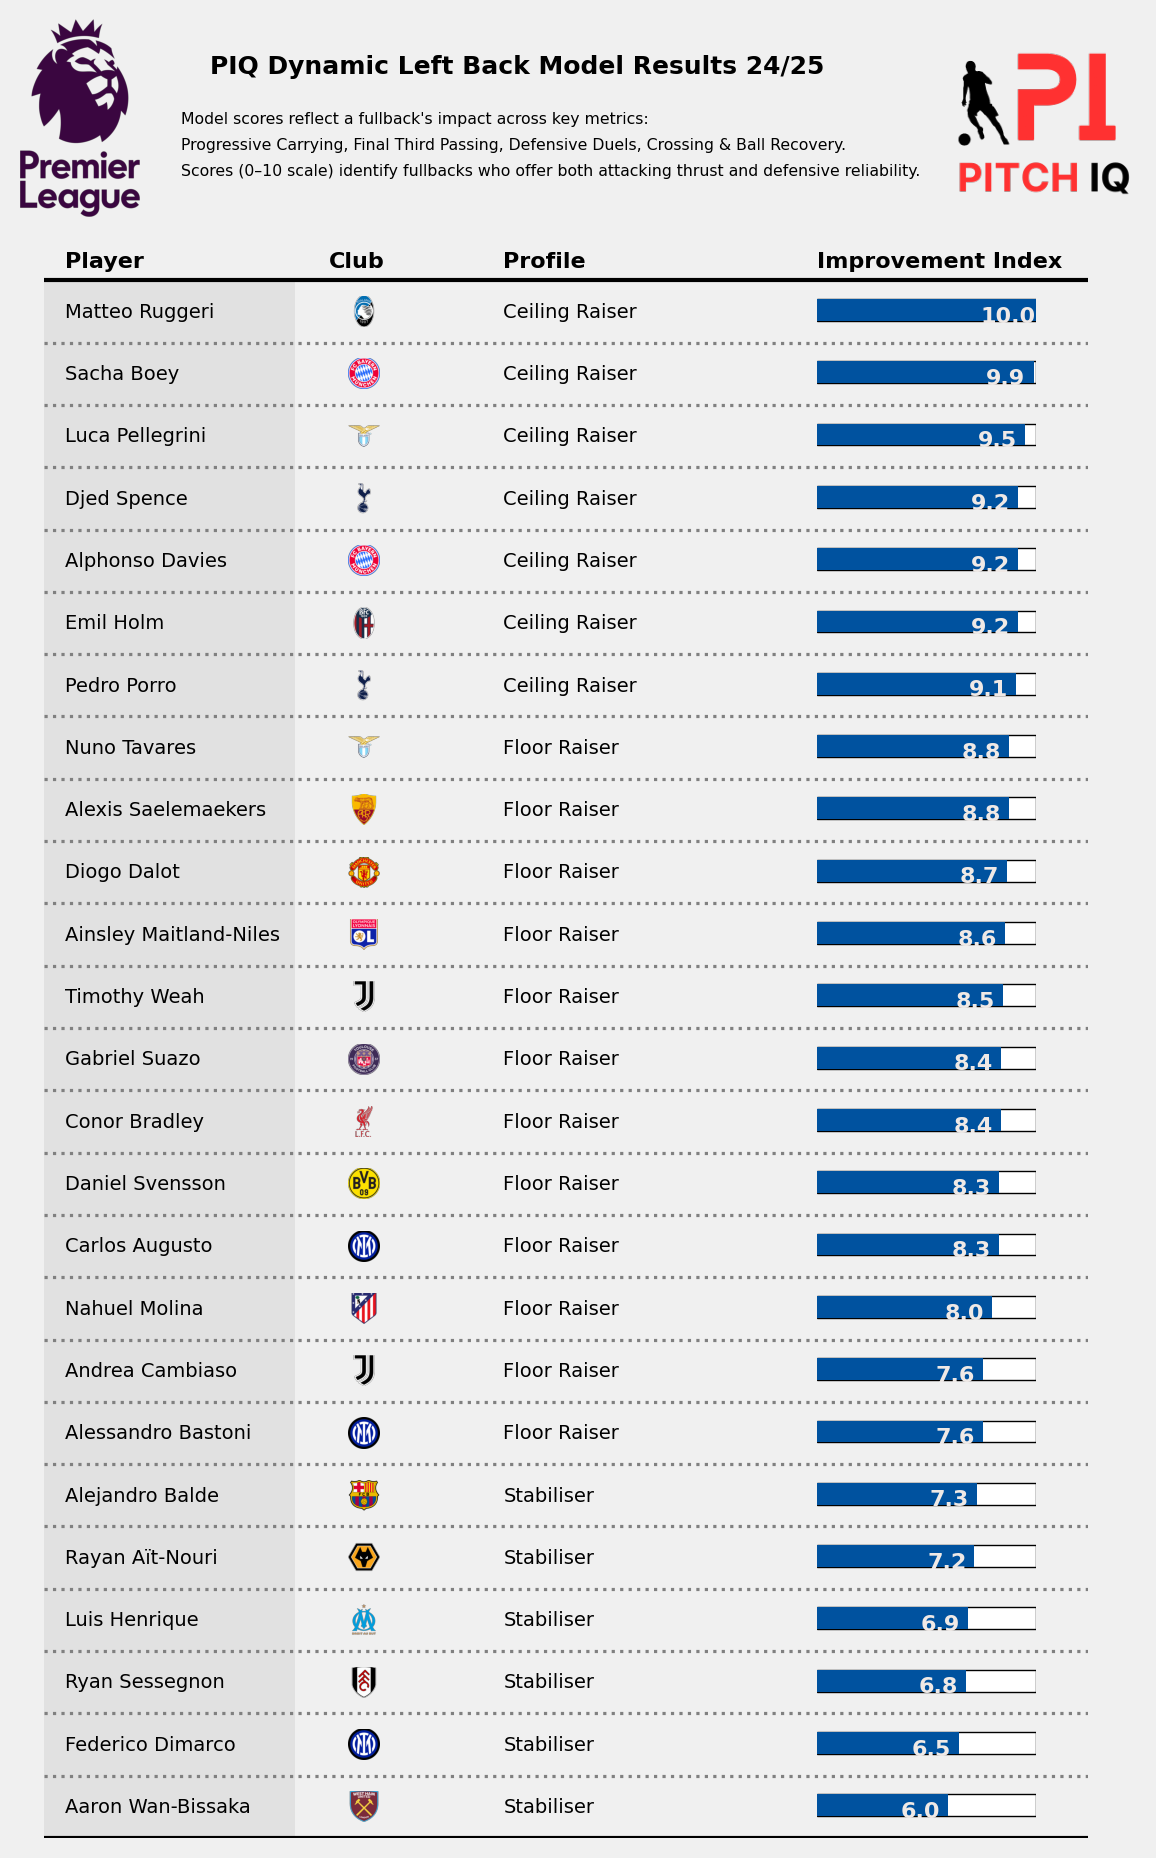 PIQ Dynamic Left Back Model Results 24/25
Model scores reflect a fullback's impact across key metrics:
Progressive Carrying, Final Third Passing, Defensive Duels, Crossing & Ball Recovery.
Scores (0–10 scale) identify fullbacks who offer both attacking thrust and defensive reliability.
Premier
League
PI
PITCH IQ
Player Club Profile Improvement Index
Matteo Ruggeri Ceiling Raiser 10.0
Sacha Boey Ceiling Raiser 9.9
Luca Pellegrini Ceiling Raiser 9.5
Djed Spence Ceiling Raiser 9.2
Alphonso Davies Ceiling Raiser 9.2
Emil Holm Ceiling Raiser 9.2
Pedro Porro Ceiling Raiser 9.1
Nuno Tavares Floor Raiser 8.8
Alexis Saelemaekers Floor Raiser 8.8
Diogo Dalot Floor Raiser 8.7
Ainsley Maitland-Niles OL Floor Raiser 8.6
Timothy Weah Floor Raiser 8.5
Gabriel Suazo Floor Raiser 8.4
Conor Bradley L.F.C. Floor Raiser 8.4
Daniel Svensson BVB 09 Floor Raiser 8.3
Carlos Augusto Floor Raiser 8.3
Nahuel Molina Floor Raiser 8.0
Andrea Cambiaso Floor Raiser 7.6
Alessandro Bastoni Floor Raiser 7.6
Alejandro Balde Stabiliser 7.3
Rayan Aït-Nouri Stabiliser 7.2
Luis Henrique Stabiliser 6.9
Ryan Sessegnon Stabiliser 6.8
Federico Dimarco Stabiliser 6.5
Aaron Wan-Bissaka Stabiliser 6.0